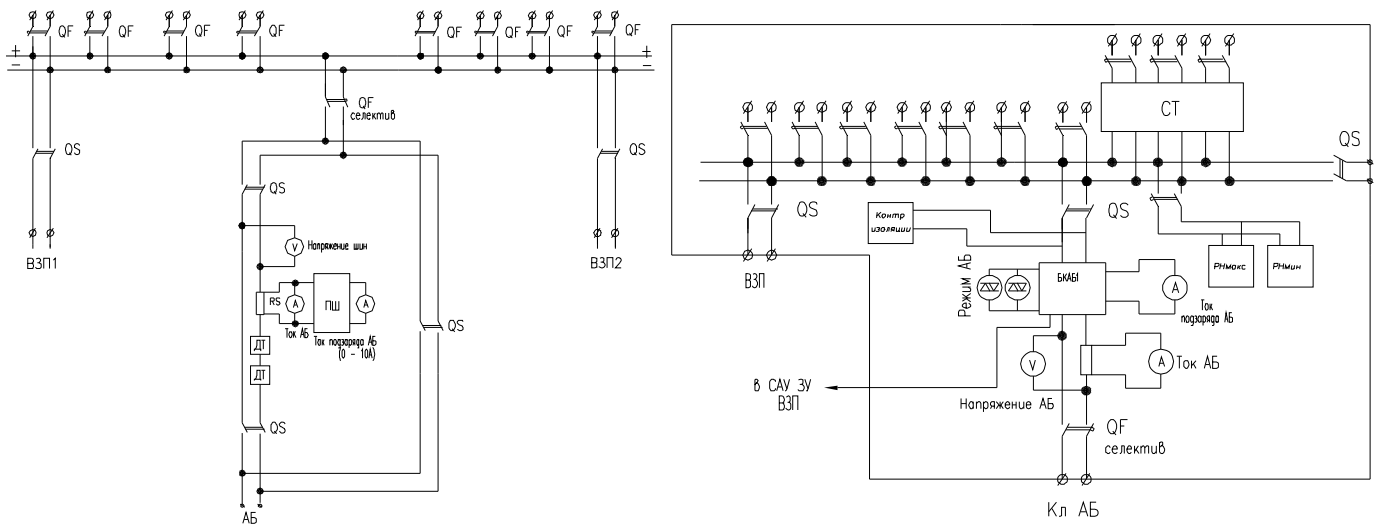 QF QF QF QF QF QF QF QF
+ +
− −
QF
селектив
QS QS
QS
V Напряжение шин
ВЗП1 ВЗП2
RS A ПШ A
Ток АБ Ток подзаряда АБ
(0 - 10А)
QS
ДТ
ДТ
QS
АБ
СТ
QS
QS QS
Контр
изоляции
ВЗП
РНмакс РНмин
Режим АБ
БКАБ1
A
Ток
подзаряда АБ
V
A Ток АБ
в САУ ЗУ
ВЗП
Напряжение АБ
QF
селектив
Кл АБ